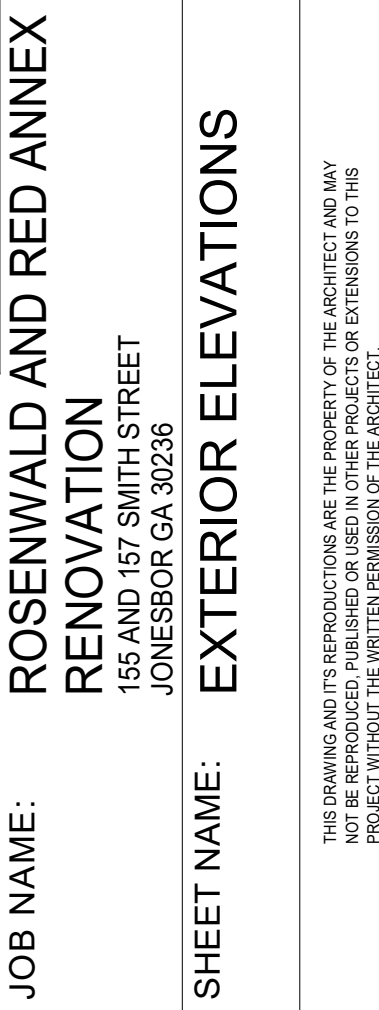 JOB NAME: ROSENWALD AND RED ANNEX
RENOVATION
155 AND 157 SMITH STREET
JONESBOR GA 30236
SHEET NAME: EXTERIOR ELEVATIONS
THIS DRAWING AND IT'S REPRODUCTIONS ARE THE PROPERTY OF THE ARCHITECT AND MAY
NOT BE REPRODUCED, PUBLISHED OR USED IN OTHER PROJECTS OR EXTENSIONS TO THIS
PROJECT WITHOUT THE WRITTEN PERMISSION OF THE ARCHITECT.